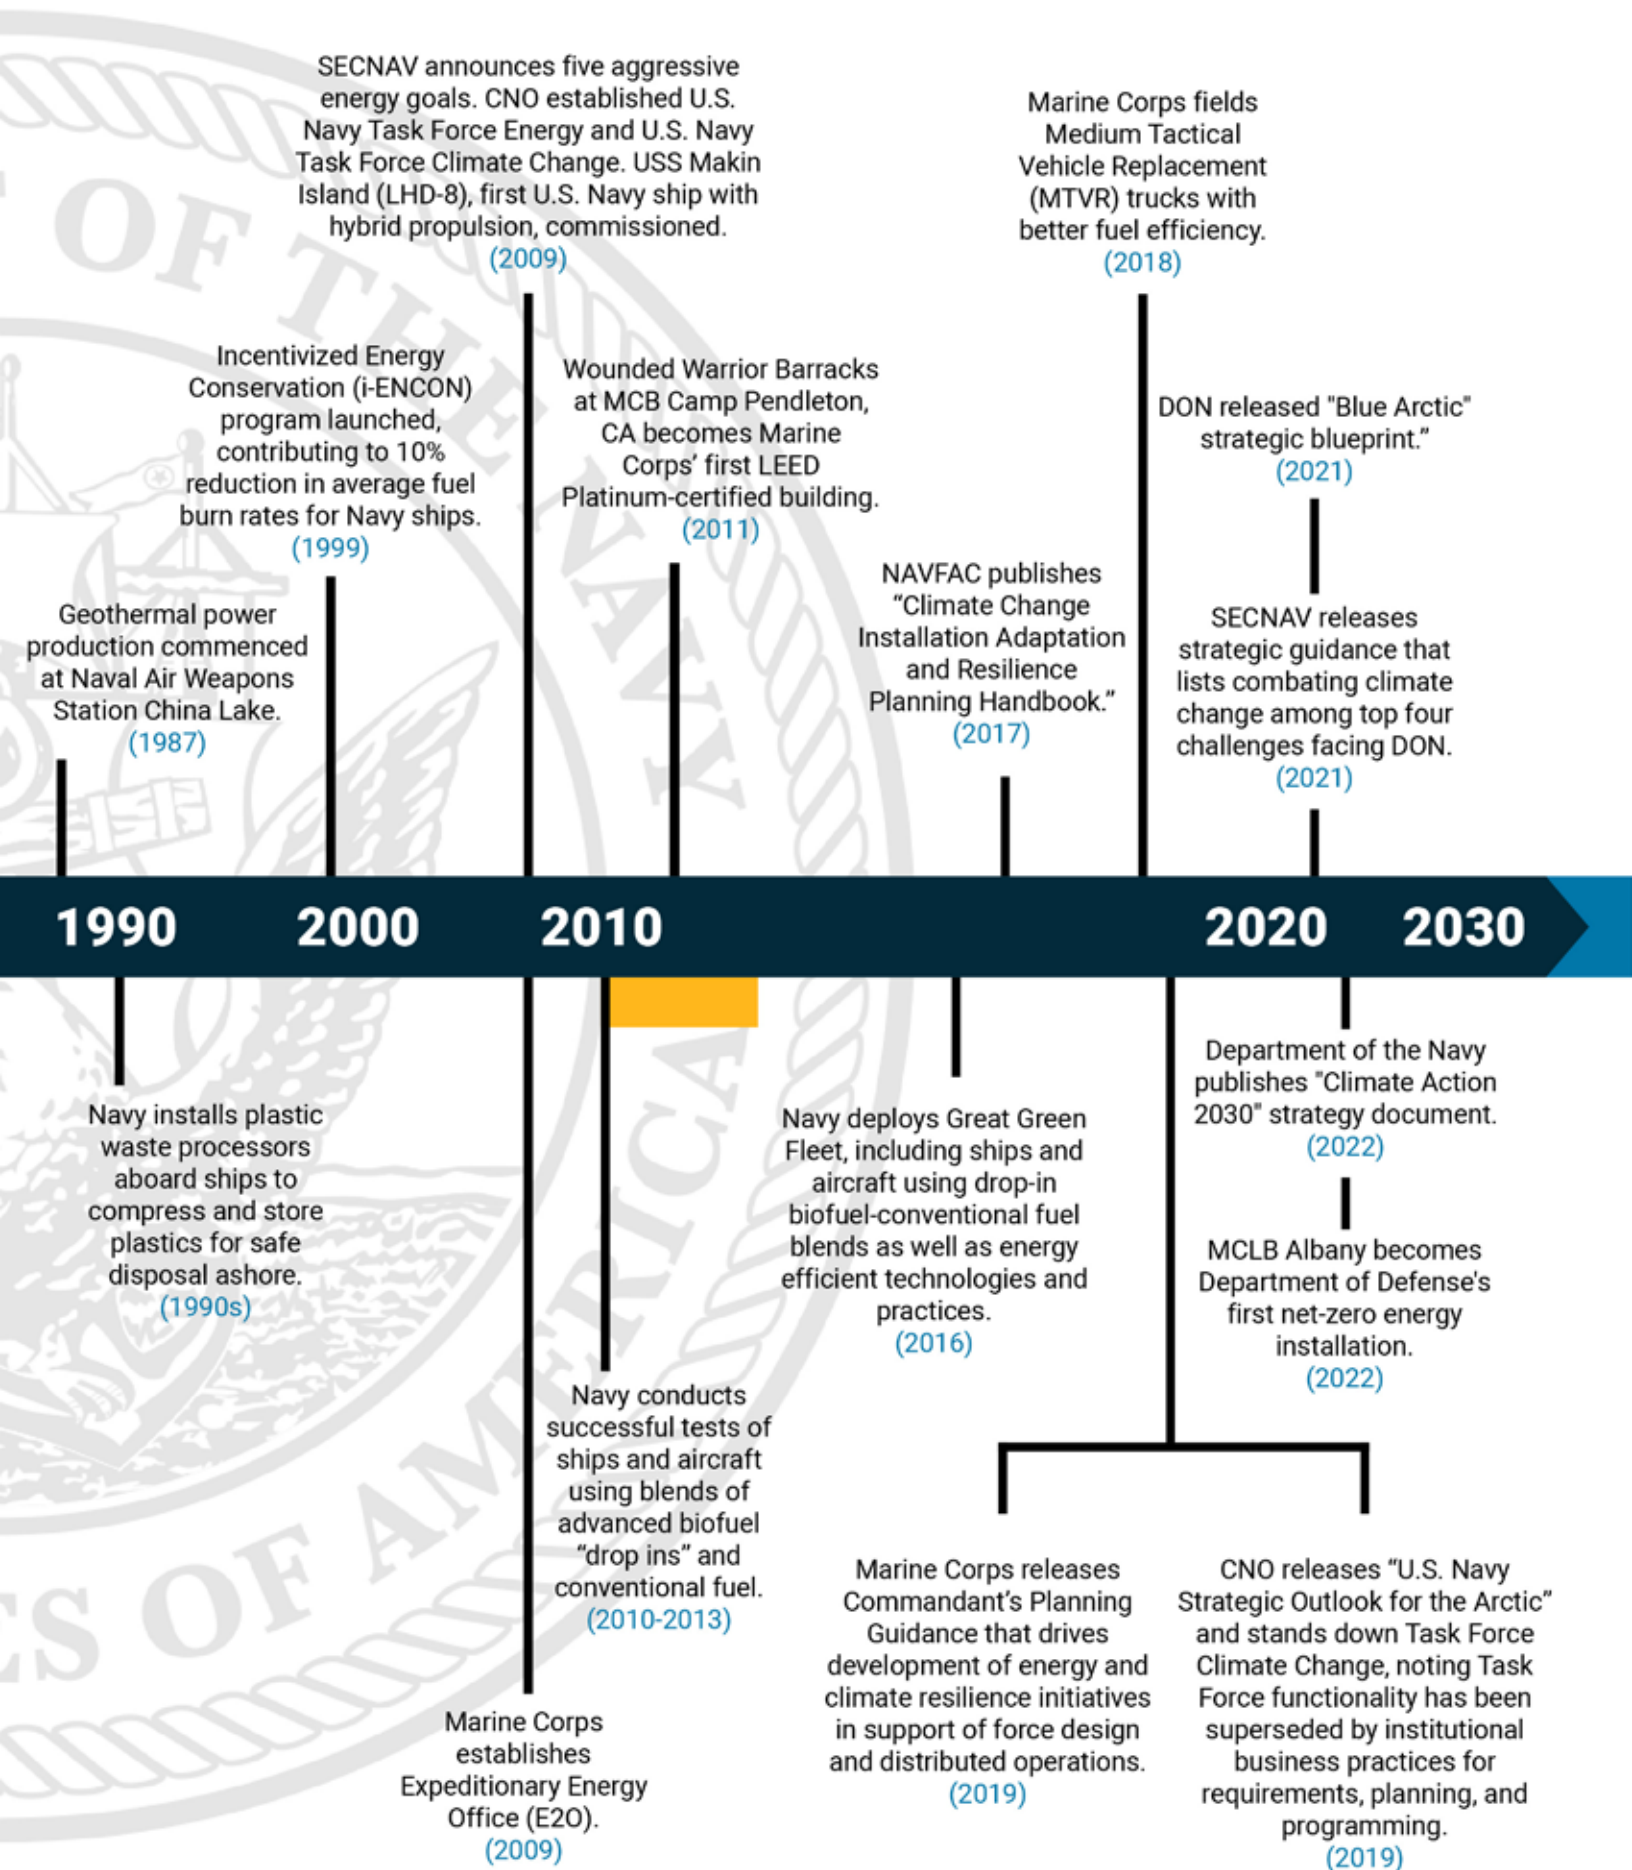 SECNAV announces five aggressive
energy goals. CNO established U.S.
Navy Task Force Energy and U.S. Navy
Task Force Climate Change. USS Makin
Island (LHD-8), first U.S. Navy ship with
hybrid propulsion, commissioned.
(2009)
Marine Corps fields
Medium Tactical
Vehicle Replacement
(MTVR) trucks with
better fuel efficiency.
(2018)
Incentivized Energy
Conservation (i-ENCON)
program launched,
contributing to 10%
reduction in average fuel
burn rates for Navy ships.
(1999)
Wounded Warrior Barracks
at MCB Camp Pendleton,
CA becomes Marine
Corps’ first LEED
Platinum-certified building.
(2011)
DON released "Blue Arctic"
strategic blueprint.”
(2021)
Geothermal power
production commenced
at Naval Air Weapons
Station China Lake.
(1987)
NAVFAC publishes
“Climate Change
Installation Adaptation
and Resilience
Planning Handbook.”
(2017)
SECNAV releases
strategic guidance that
lists combating climate
change among top four
challenges facing DON.
(2021)
1990 2000 2010 2020 2030
Navy installs plastic
waste processors
aboard ships to
compress and store
plastics for safe
disposal ashore.
(1990s)
Navy deploys Great Green
Fleet, including ships and
aircraft using drop-in
biofuel-conventional fuel
blends as well as energy
efficient technologies and
practices.
(2016)
Department of the Navy
publishes "Climate Action
2030" strategy document.
(2022)
MCLB Albany becomes
Department of Defense's
first net-zero energy
installation.
(2022)
Navy conducts
successful tests of
ships and aircraft
using blends of
advanced biofuel
“drop ins” and
conventional fuel.
(2010-2013)
Marine Corps
establishes
Expeditionary Energy
Office (E2O).
(2009)
Marine Corps releases
Commandant’s Planning
Guidance that drives
development of energy and
climate resilience initiatives
in support of force design
and distributed operations.
(2019)
CNO releases “U.S. Navy
Strategic Outlook for the Arctic”
and stands down Task Force
Climate Change, noting Task
Force functionality has been
superseded by institutional
business practices for
requirements, planning, and
programming.
(2019)
OF THE NAVY
ES OF AMERICA